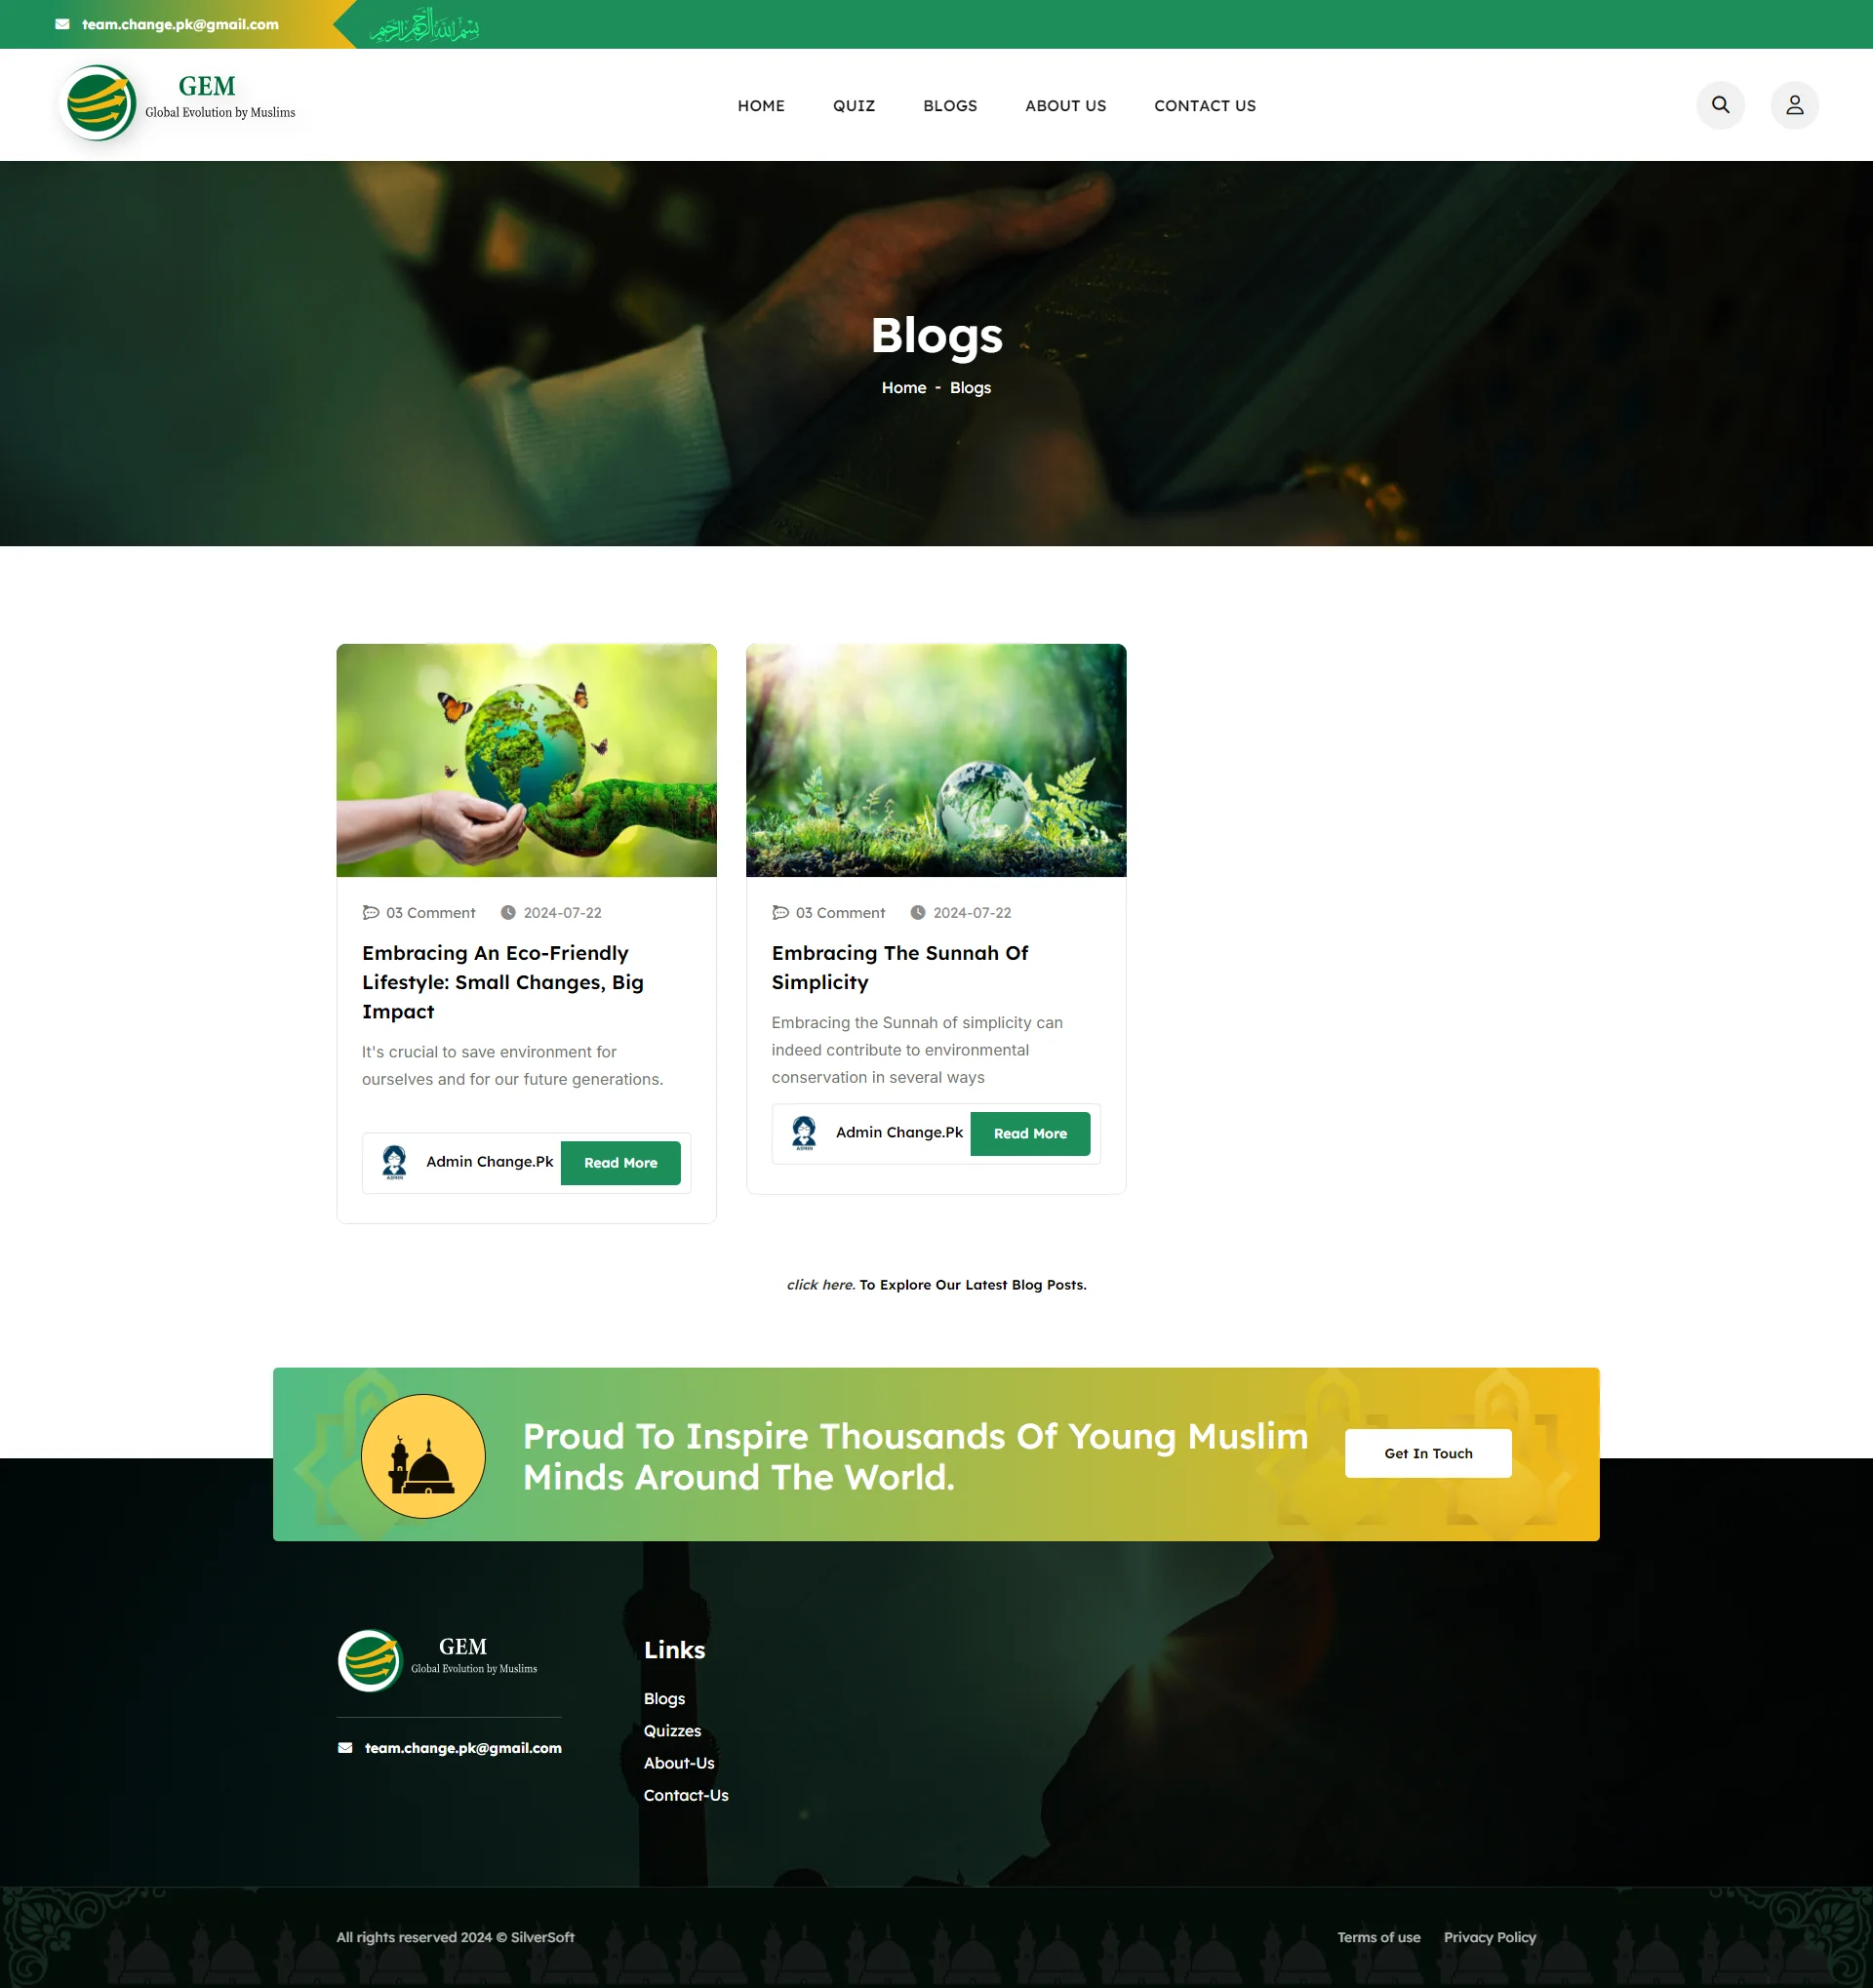 team.change.pk@gmail.com
بسم الله الرحمن الرحيم
GEM
Global Evolution by Muslims
HOME QUIZ BLOGS ABOUT US CONTACT US
Blogs
Home - Blogs
03 Comment 2024-07-22
Embracing An Eco-Friendly
Lifestyle: Small Changes, Big
Impact
It's crucial to save environment for
ourselves and for our future generations.
ADMIN
Admin Change.Pk
Read More
03 Comment 2024-07-22
Embracing The Sunnah Of
Simplicity
Embracing the Sunnah of simplicity can
indeed contribute to environmental
conservation in several ways
ADMIN
Admin Change.Pk
Read More
click here. To Explore Our Latest Blog Posts.
Proud To Inspire Thousands Of Young Muslim
Minds Around The World.
Get In Touch
GEM
Global Evolution by Muslims
team.change.pk@gmail.com
Links
Blogs
Quizzes
About-Us
Contact-Us
All rights reserved 2024 © SilverSoft
Terms of use Privacy Policy